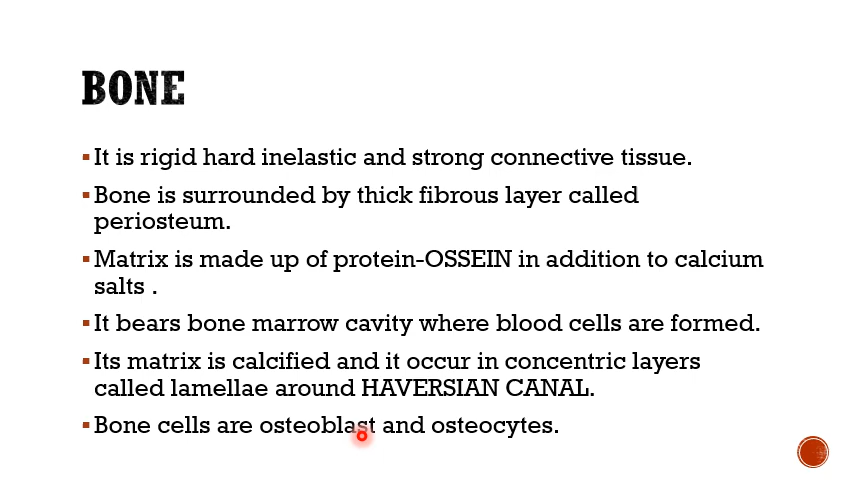 BONE
▪It is rigid hard inelastic and strong connective tissue.
▪Bone is surrounded by thick fibrous layer called
periosteum.
▪Matrix is made up of protein-OSSEIN in addition to calcium
salts .
▪It bears bone marrow cavity where blood cells are formed.
▪Its matrix is calcified and it occur in concentric layers
called lamellae around HAVERSIAN CANAL.
▪Bone cells are osteoblast and osteocytes.